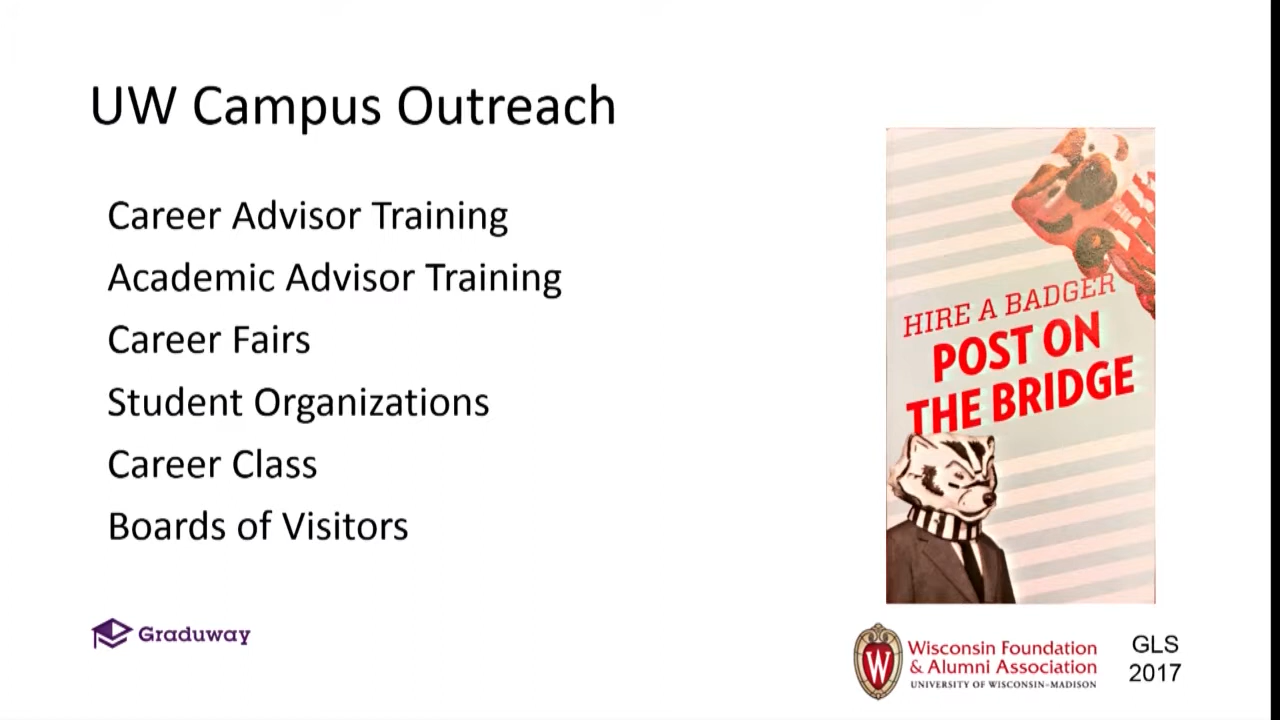 UW Campus Outreach
Career Advisor Training
Academic Advisor Training
Career Fairs
Student Organizations
Career Class
Boards of Visitors
HIRE A BADGER
POST ON
THE BRIDGE
Graduway
W
Wisconsin Foundation
& Alumni Association
UNIVERSITY OF WISCONSIN–MADISON
GLS
2017